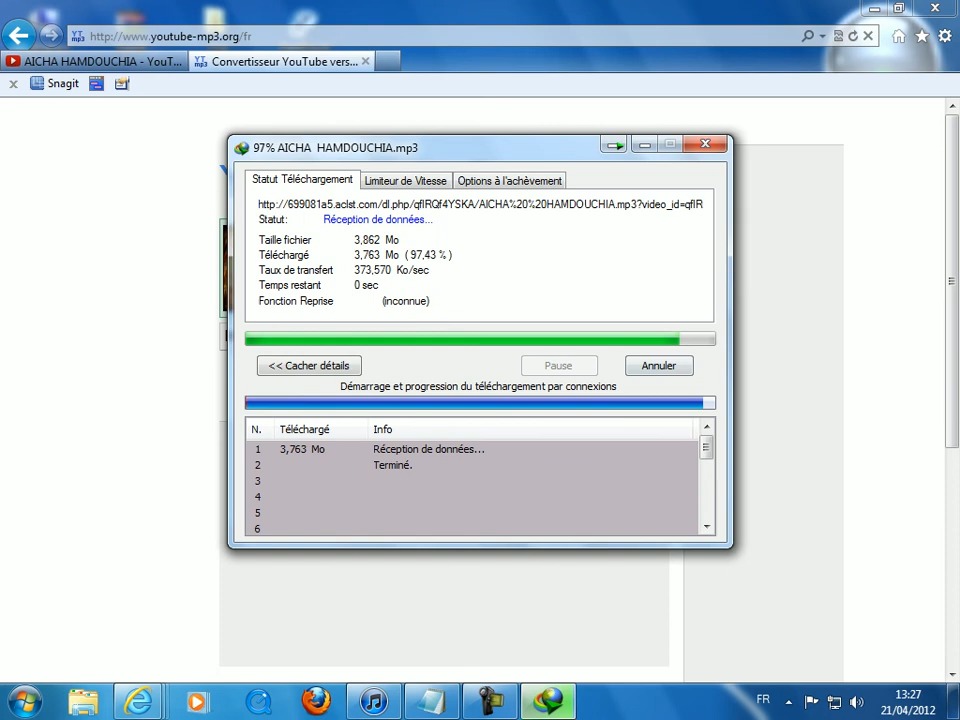 http://www.youtube-mp3.org/fr
AICHA HAMDOUCHIA - YouT...
YT mp3 Convertisseur YouTube vers...
x Snagit
97% AICHA HAMDOUCHIA.mp3
Statut Téléchargement Limiteur de Vitesse Options à l'achèvement
http://699081a5.aclst.com/dl.php/qfIRQf4YSKA/AICHA%20%20HAMDOUCHIA.mp3?video_id=qfIR
Statut: Réception de données...
Taille fichier 3,862 Mo
Téléchargé 3,763 Mo ( 97,43 % )
Taux de transfert 373,570 Ko/sec
Temps restant 0 sec
Fonction Reprise (inconnue)
<< Cacher détails Pause Annuler
Démarrage et progression du téléchargement par connexions
N. Téléchargé Info
1 3,763 Mo Réception de données...
2 Terminé.
3
4
5
6
FR 13:27
21/04/2012